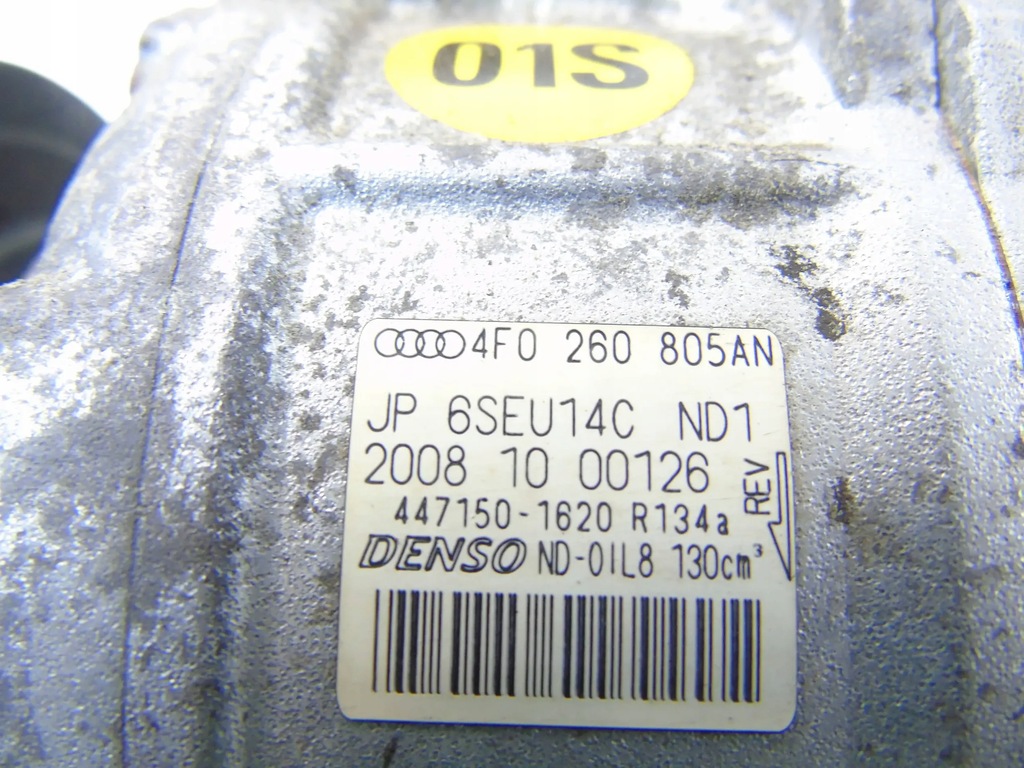 01S
4F0 260 805AN
JP 6SEU14C ND1
2008 10 00126
REV
447150-1620 R134a
DENSO ND-OIL8 130cm³